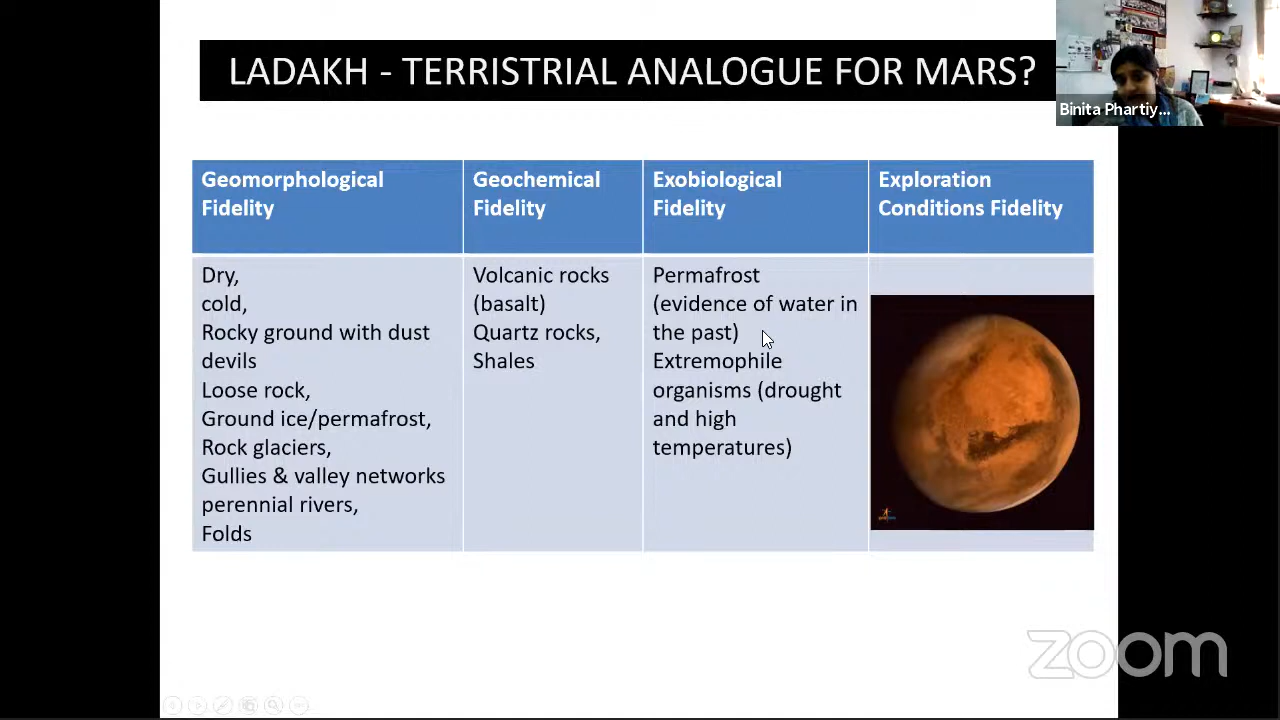 LADAKH - TERRISTRIAL ANALOGUE FOR MARS?
Binita Phartiy...
Geomorphological
Fidelity
Geochemical
Fidelity
Exobiological
Fidelity
Exploration
Conditions Fidelity
Dry,
cold,
Rocky ground with dust
devils
Loose rock,
Ground ice/permafrost,
Rock glaciers,
Gullies & valley networks
perennial rivers,
Folds
Volcanic rocks
(basalt)
Quartz rocks,
Shales
Permafrost
(evidence of water in
the past)
Extremophile
organisms (drought
and high
temperatures)
zoom